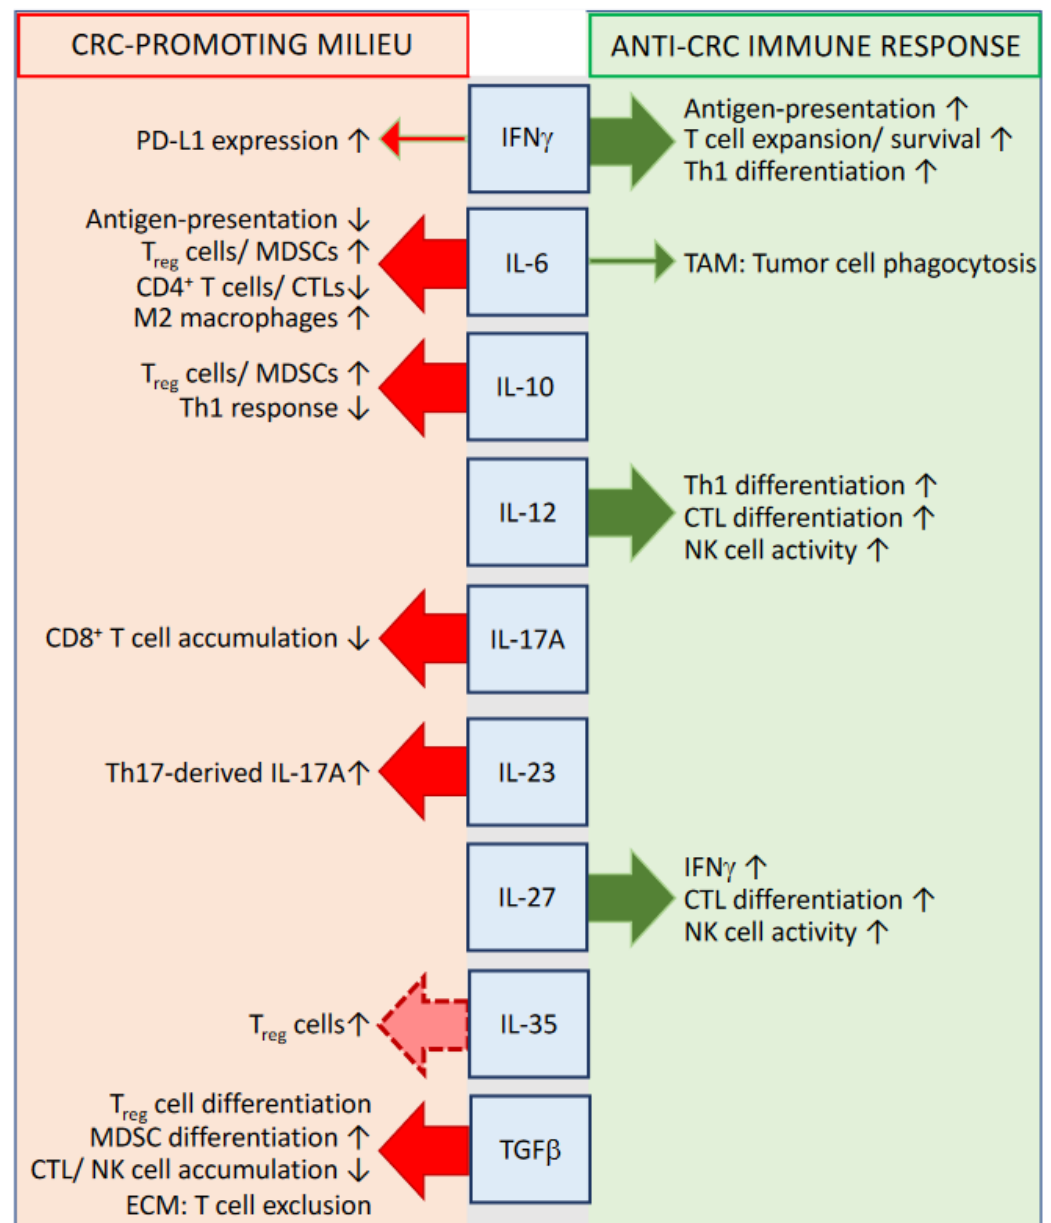 CRC-PROMOTING MILIEU
ANTI-CRC IMMUNE RESPONSE
PD-L1 expression ↑
IFNγ
Antigen-presentation ↑
T cell expansion/ survival ↑
Th1 differentiation ↑
Antigen-presentation ↓
Treg cells/ MDSCs ↑
CD4⁺ T cells/ CTLs↓
M2 macrophages ↑
IL-6
TAM: Tumor cell phagocytosis
Treg cells/ MDSCs ↑
Th1 response ↓
IL-10
IL-12
Th1 differentiation ↑
CTL differentiation ↑
NK cell activity ↑
CD8⁺ T cell accumulation ↓
IL-17A
Th17-derived IL-17A↑
IL-23
IL-27
IFNγ ↑
CTL differentiation ↑
NK cell activity ↑
Treg cells↑
IL-35
Treg cell differentiation
MDSC differentiation ↑
CTL/ NK cell accumulation ↓
ECM: T cell exclusion
TGFβ